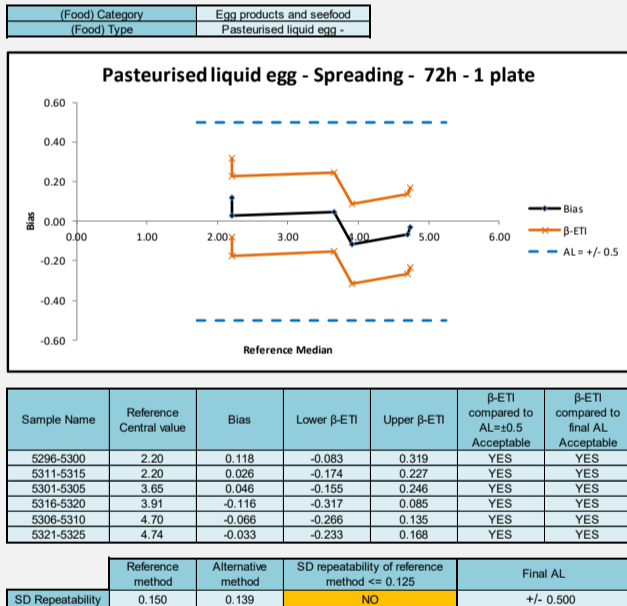 (Food) Category Egg products and seefood
(Food) Type Pasteurised liquid egg -
Pasteurised liquid egg - Spreading - 72h - 1 plate
0.60
0.40
0.20
0.00
-0.20
-0.40
-0.60
Bias
0.00 1.00 2.00 3.00 4.00 5.00 6.00
Reference Median
Bias
β-ETI
AL = +/- 0.5
Sample Name Reference Central value Bias Lower β-ETI Upper β-ETI β-ETI compared to AL=±0.5 Acceptable β-ETI compared to final AL Acceptable
5296-5300 2.20 0.118 -0.083 0.319 YES YES
5311-5315 2.20 0.026 -0.174 0.227 YES YES
5301-5305 3.65 0.046 -0.155 0.246 YES YES
5316-5320 3.91 -0.116 -0.317 0.085 YES YES
5306-5310 4.70 -0.066 -0.266 0.135 YES YES
5321-5325 4.74 -0.033 -0.233 0.168 YES YES
Reference method Alternative method SD repeatability of reference method <= 0.125 Final AL
SD Repeatability 0.150 0.139 NO +/- 0.500